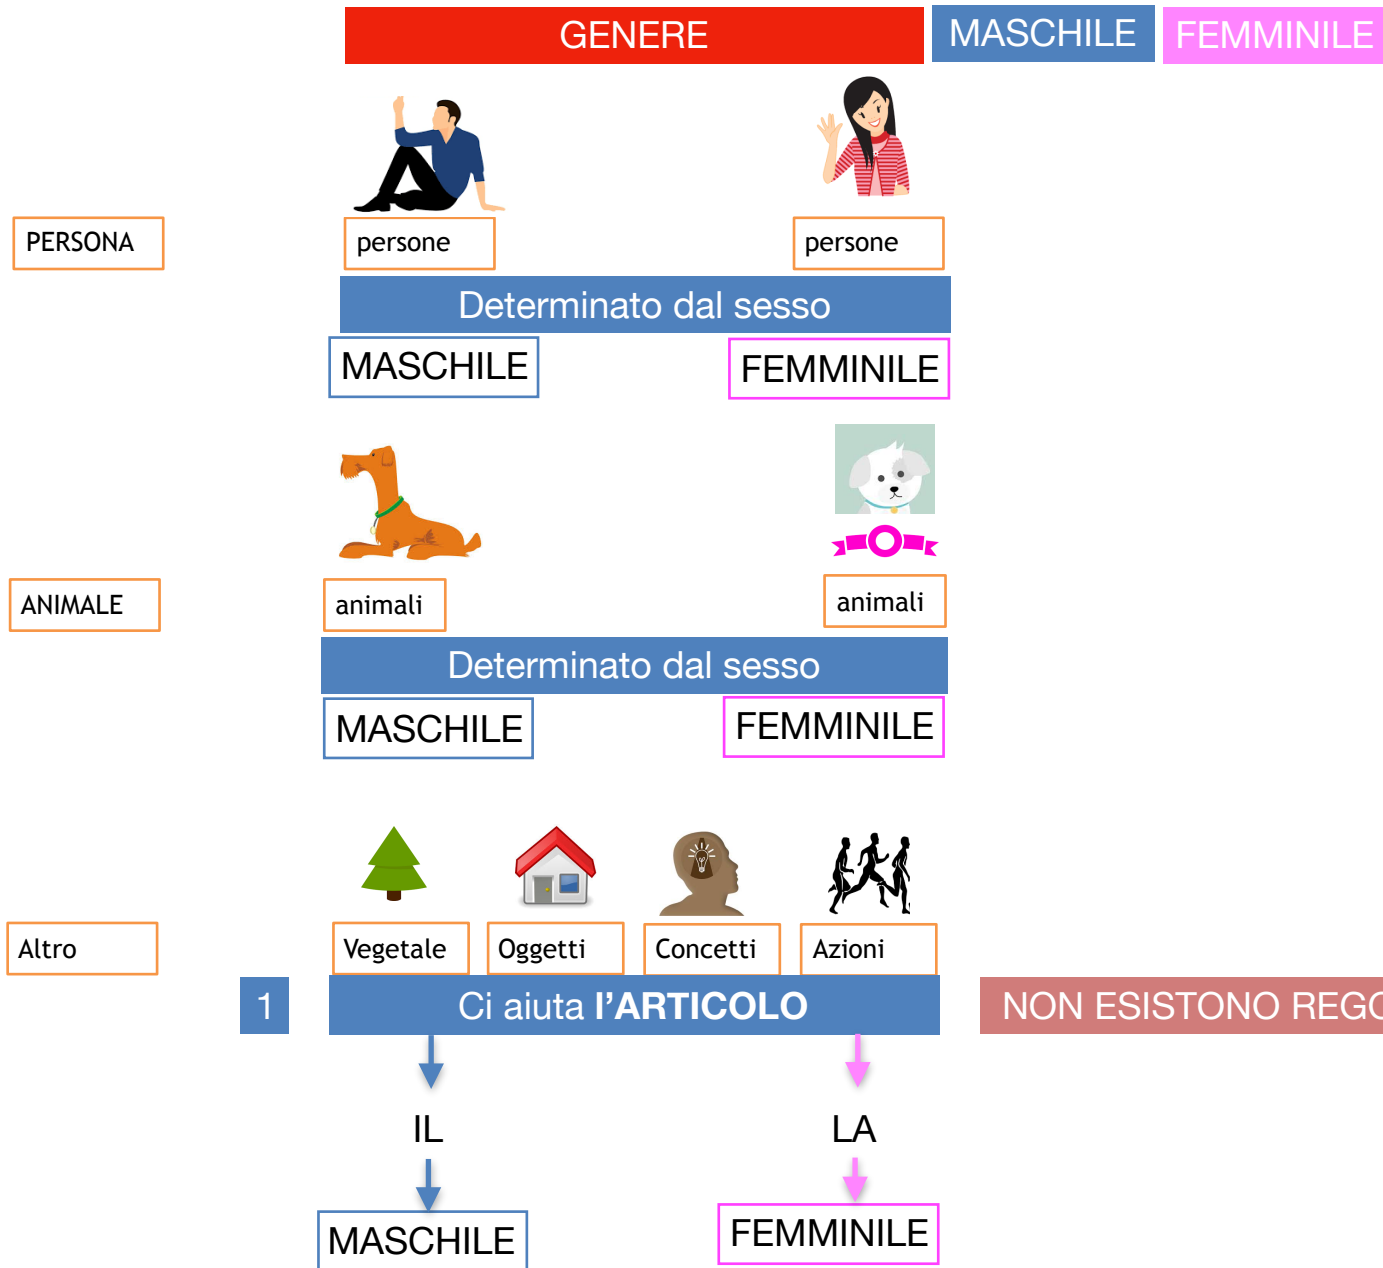 GENERE MASCHILE FEMMINILE
PERSONA persone persone
Determinato dal sesso
MASCHILE FEMMINILE
ANIMALE animali animali
Determinato dal sesso
MASCHILE FEMMINILE
Altro Vegetale Oggetti Concetti Azioni
1 Ci aiuta l'ARTICOLO NON ESISTONO
IL LA
MASCHILE FEMMINILE